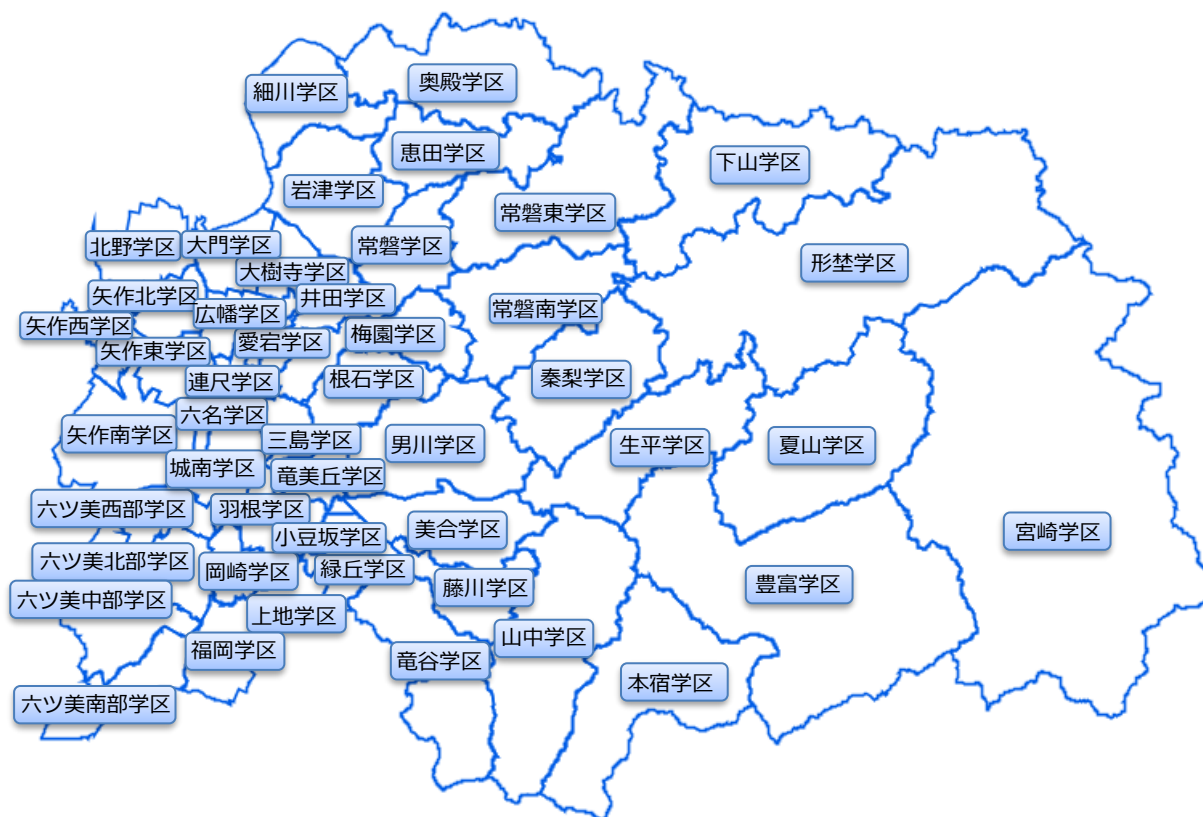 奥殿学区
細川学区
恵田学区
下山学区
岩津学区
常磐東学区
北野学区
大門学区
常磐学区
形埜学区
大樹寺学区
矢作北学区
井田学区
常磐南学区
広幡学区
矢作西学区
梅園学区
愛宕学区
矢作東学区
連尺学区
根石学区
秦梨学区
六名学区
矢作南学区
三島学区
男川学区
生平学区
夏山学区
城南学区
竜美丘学区
六ツ美西部学区
羽根学区
美合学区
宮崎学区
小豆坂学区
六ツ美北部学区
岡崎学区
緑丘学区
藤川学区
豊富学区
六ツ美中部学区
上地学区
山中学区
福岡学区
竜谷学区
本宿学区
六ツ美南部学区